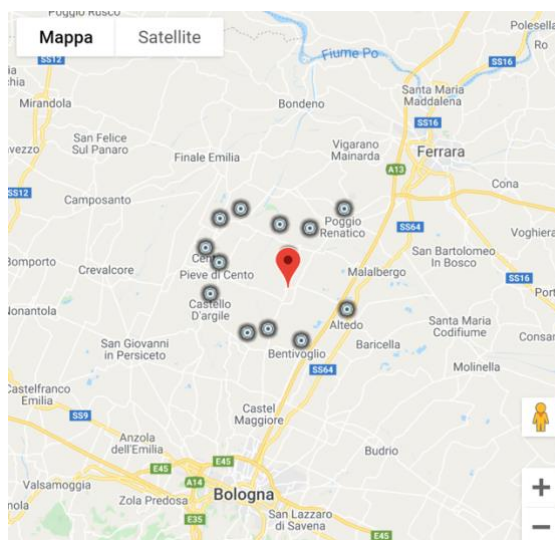 Poggio Rusco
Polesella
Mappa
Satellite
Ro
Fiume Po
SS12
SS16
Mirandola
Bondeno
Santa Maria
Maddalena
SS16
San Felice
Sul Panaro
Vigarano
Mainarda
Ferrara
Finale Emilia
A13
SS12
Camposanto
Cona
Poggio
Renatico
SS64
Voghiera
Bomporto
Crevalcore
Pieve di Cento
San Bartolomeo
In Bosco
Malalbergo
SS16
Nonantola
Castello
D'argile
Altedo
Santa Maria
Codifiume
San Giovanni
in Persiceto
Bentivoglio
Baricella
Molinella
SS64
Castelfranco
Emilia
SS9
Castel
Maggiore
Anzola
dell'Emilia
Budrio
E45
E45
Valsamoggia
A14
Zola Predosa
Bologna
San Lazzaro
di Savena
E45